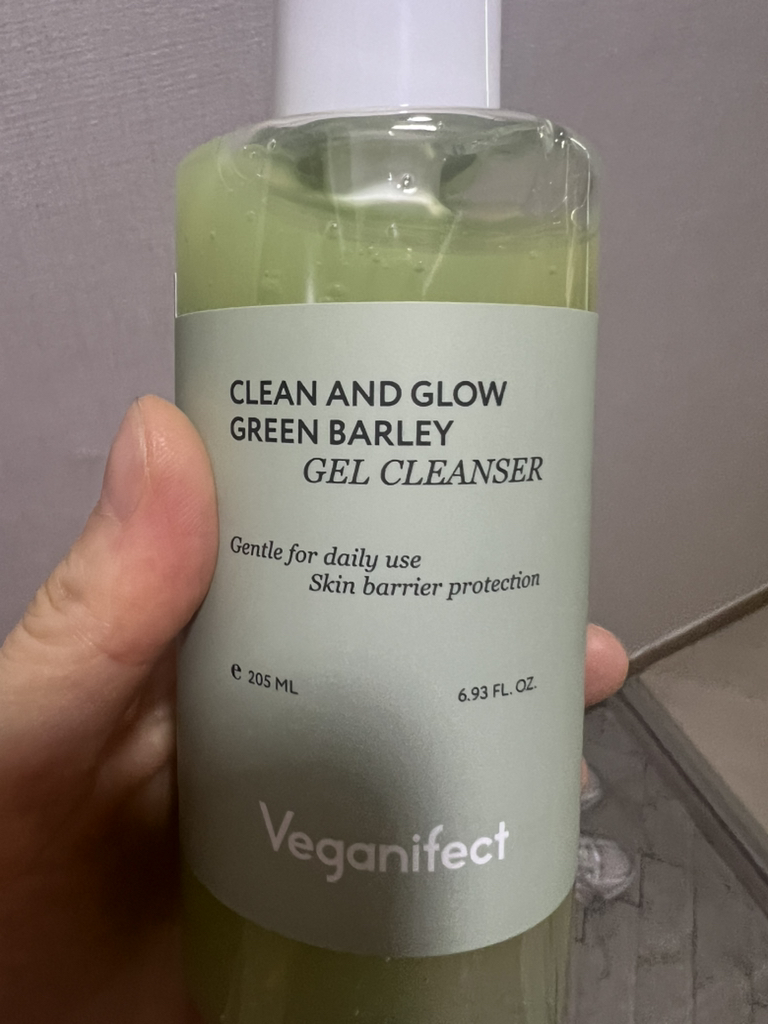 CLEAN AND GLOW
GREEN BARLEY
GEL CLEANSER
Gentle for daily use
Skin barrier protection
℮ 205 ML 6.93 FL. OZ.
Veganifect